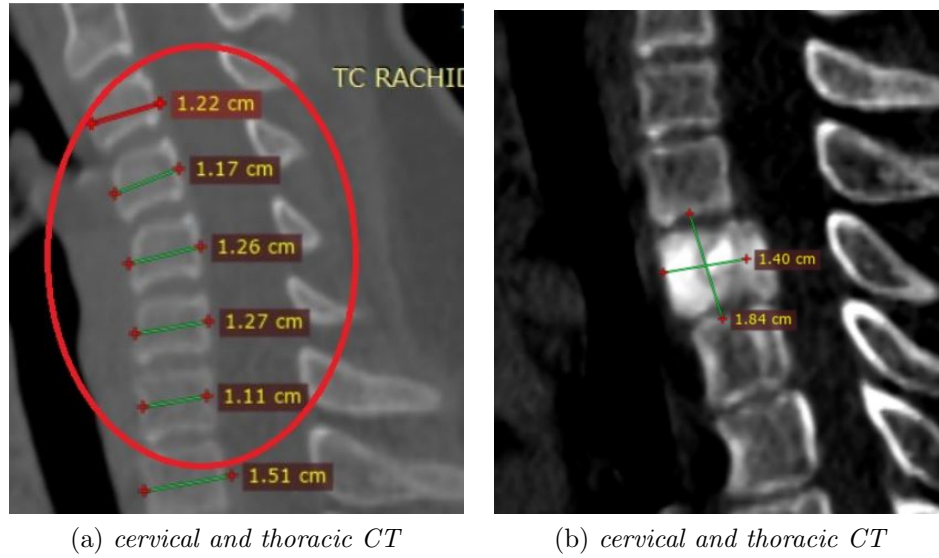 TC RACHID
1.22 cm
1.17 cm
1.26 cm
1.27 cm
1.11 cm
1.51 cm
1.40 cm
1.84 cm
(a) cervical and thoracic CT
(b) cervical and thoracic CT